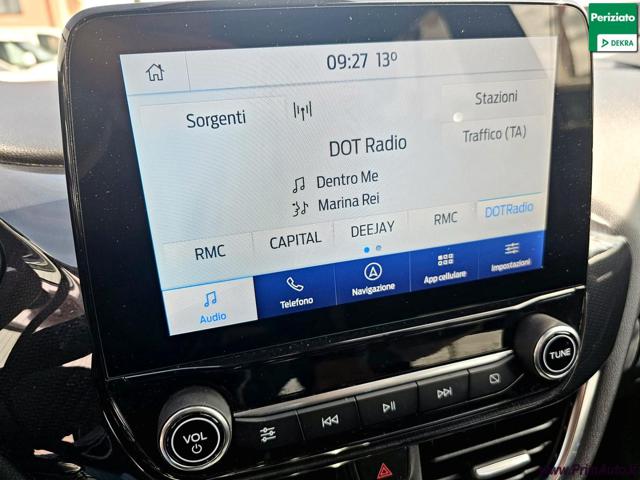 Periziato
DEKRA
09:27 13°
Sorgenti
Stazioni
DOT Radio
Traffico (TA)
Dentro Me
Marina Rei
RMC
CAPITAL
DEEJAY
RMC
DOTRadio
Audio
Telefono
Navigazione
App cellulare
Impostazioni
VOL
TUNE